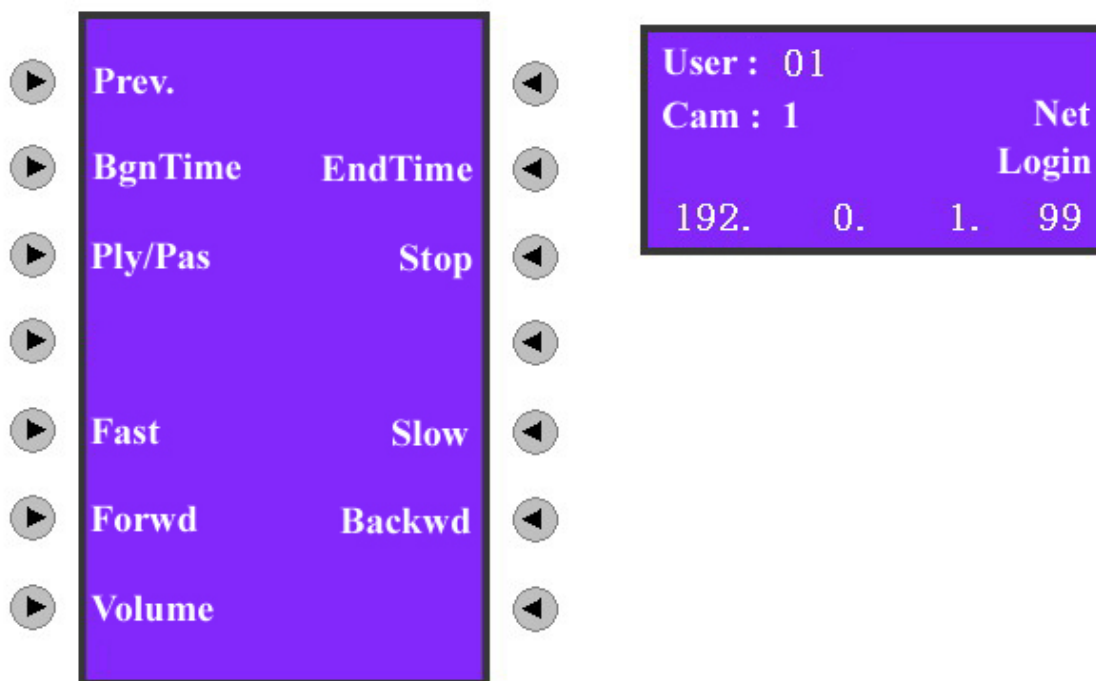 Prev.
BgnTime EndTime
Ply/Pas Stop
Fast Slow
Forwd Backwd
Volume
User : 01
Cam : 1 Net
Login
192. 0. 1. 99